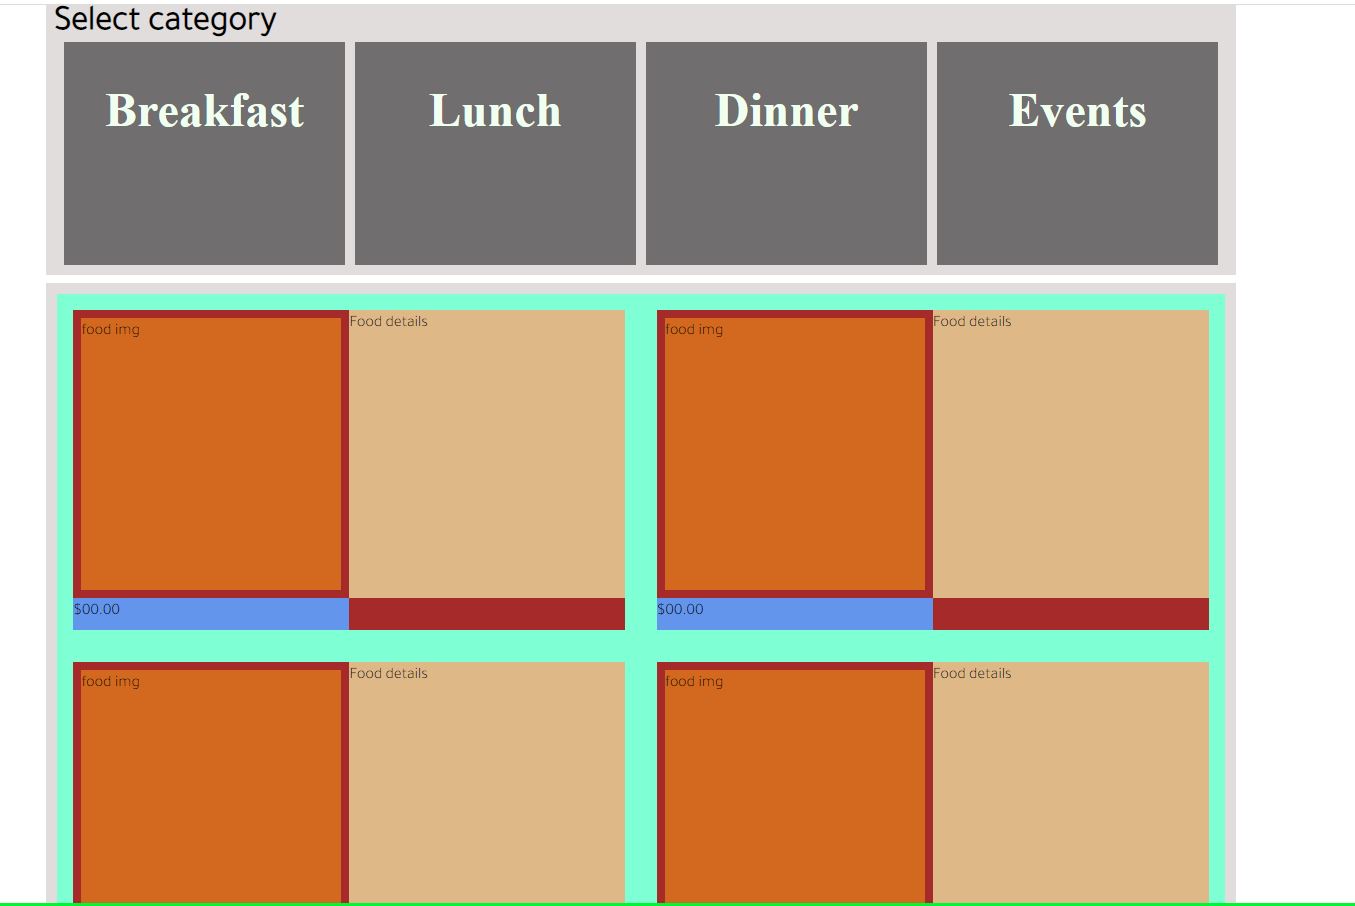 Select category
Breakfast
Lunch
Dinner
Events
food img
Food details
food img
Food details
$00.00
$00.00
food img
Food details
food img
Food details